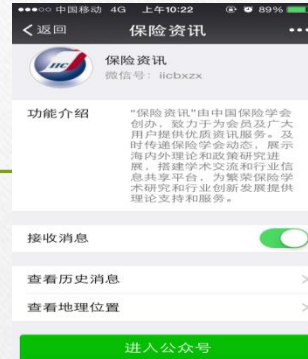 中国移动 4G 上午10:22 89%
返回 保险资讯
IIC
保险资讯
微信号：iicbxzx
功能介绍 “保险资讯”由中国保险学会
创办，致力于为会员及广大
用户提供优质资讯服务。及
时传递保险学会动态，展示
海内外理论和政策研究进
展，搭建学术交流和行业信
息共享平台，为繁荣保险学
术研究和行业创新发展提供
理论支持和服务。
接收消息
查看历史消息
查看地理位置
进入公众号